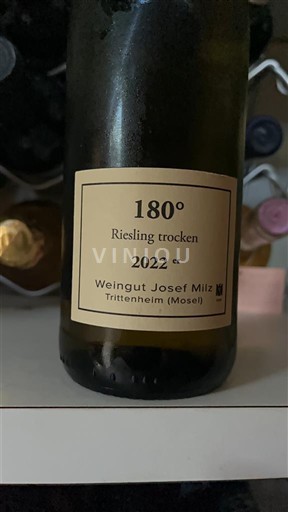 180°
Riesling trocken
VINIOU
2022
Weingut Josef Milz
Trittenheim (Mosel)